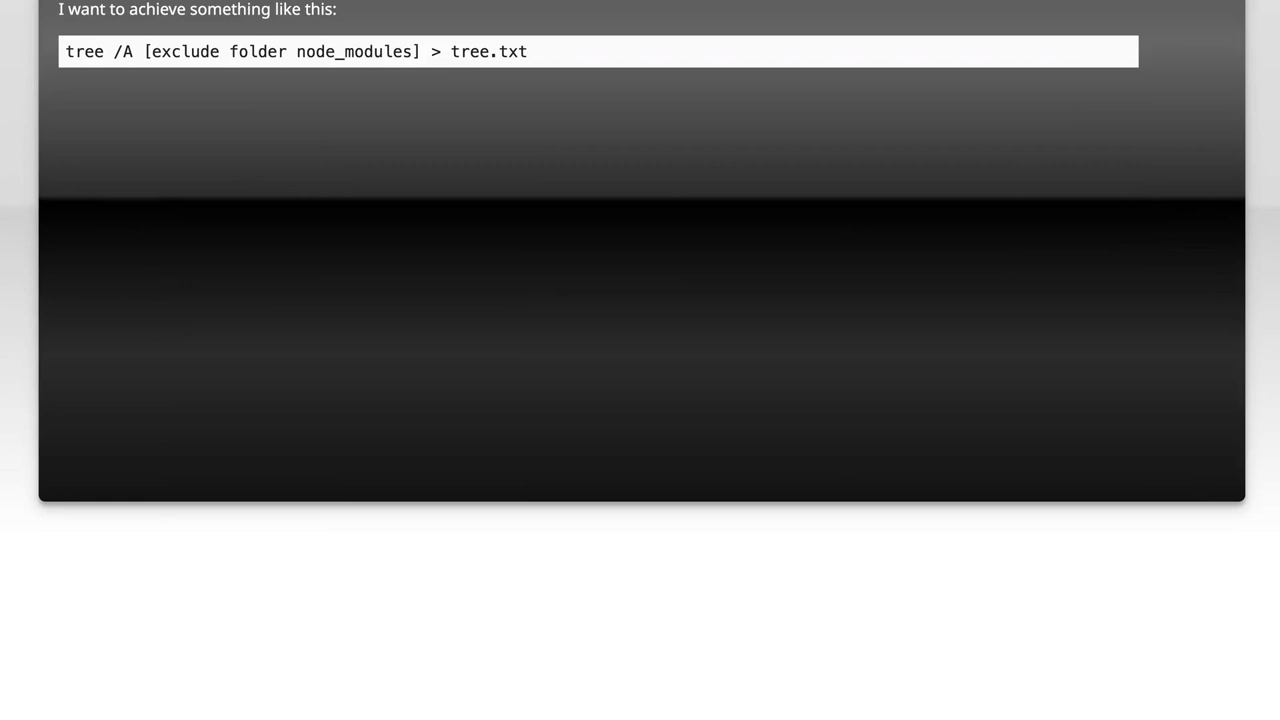 I want to achieve something like this:
tree /A [exclude folder node_modules] > tree.txt